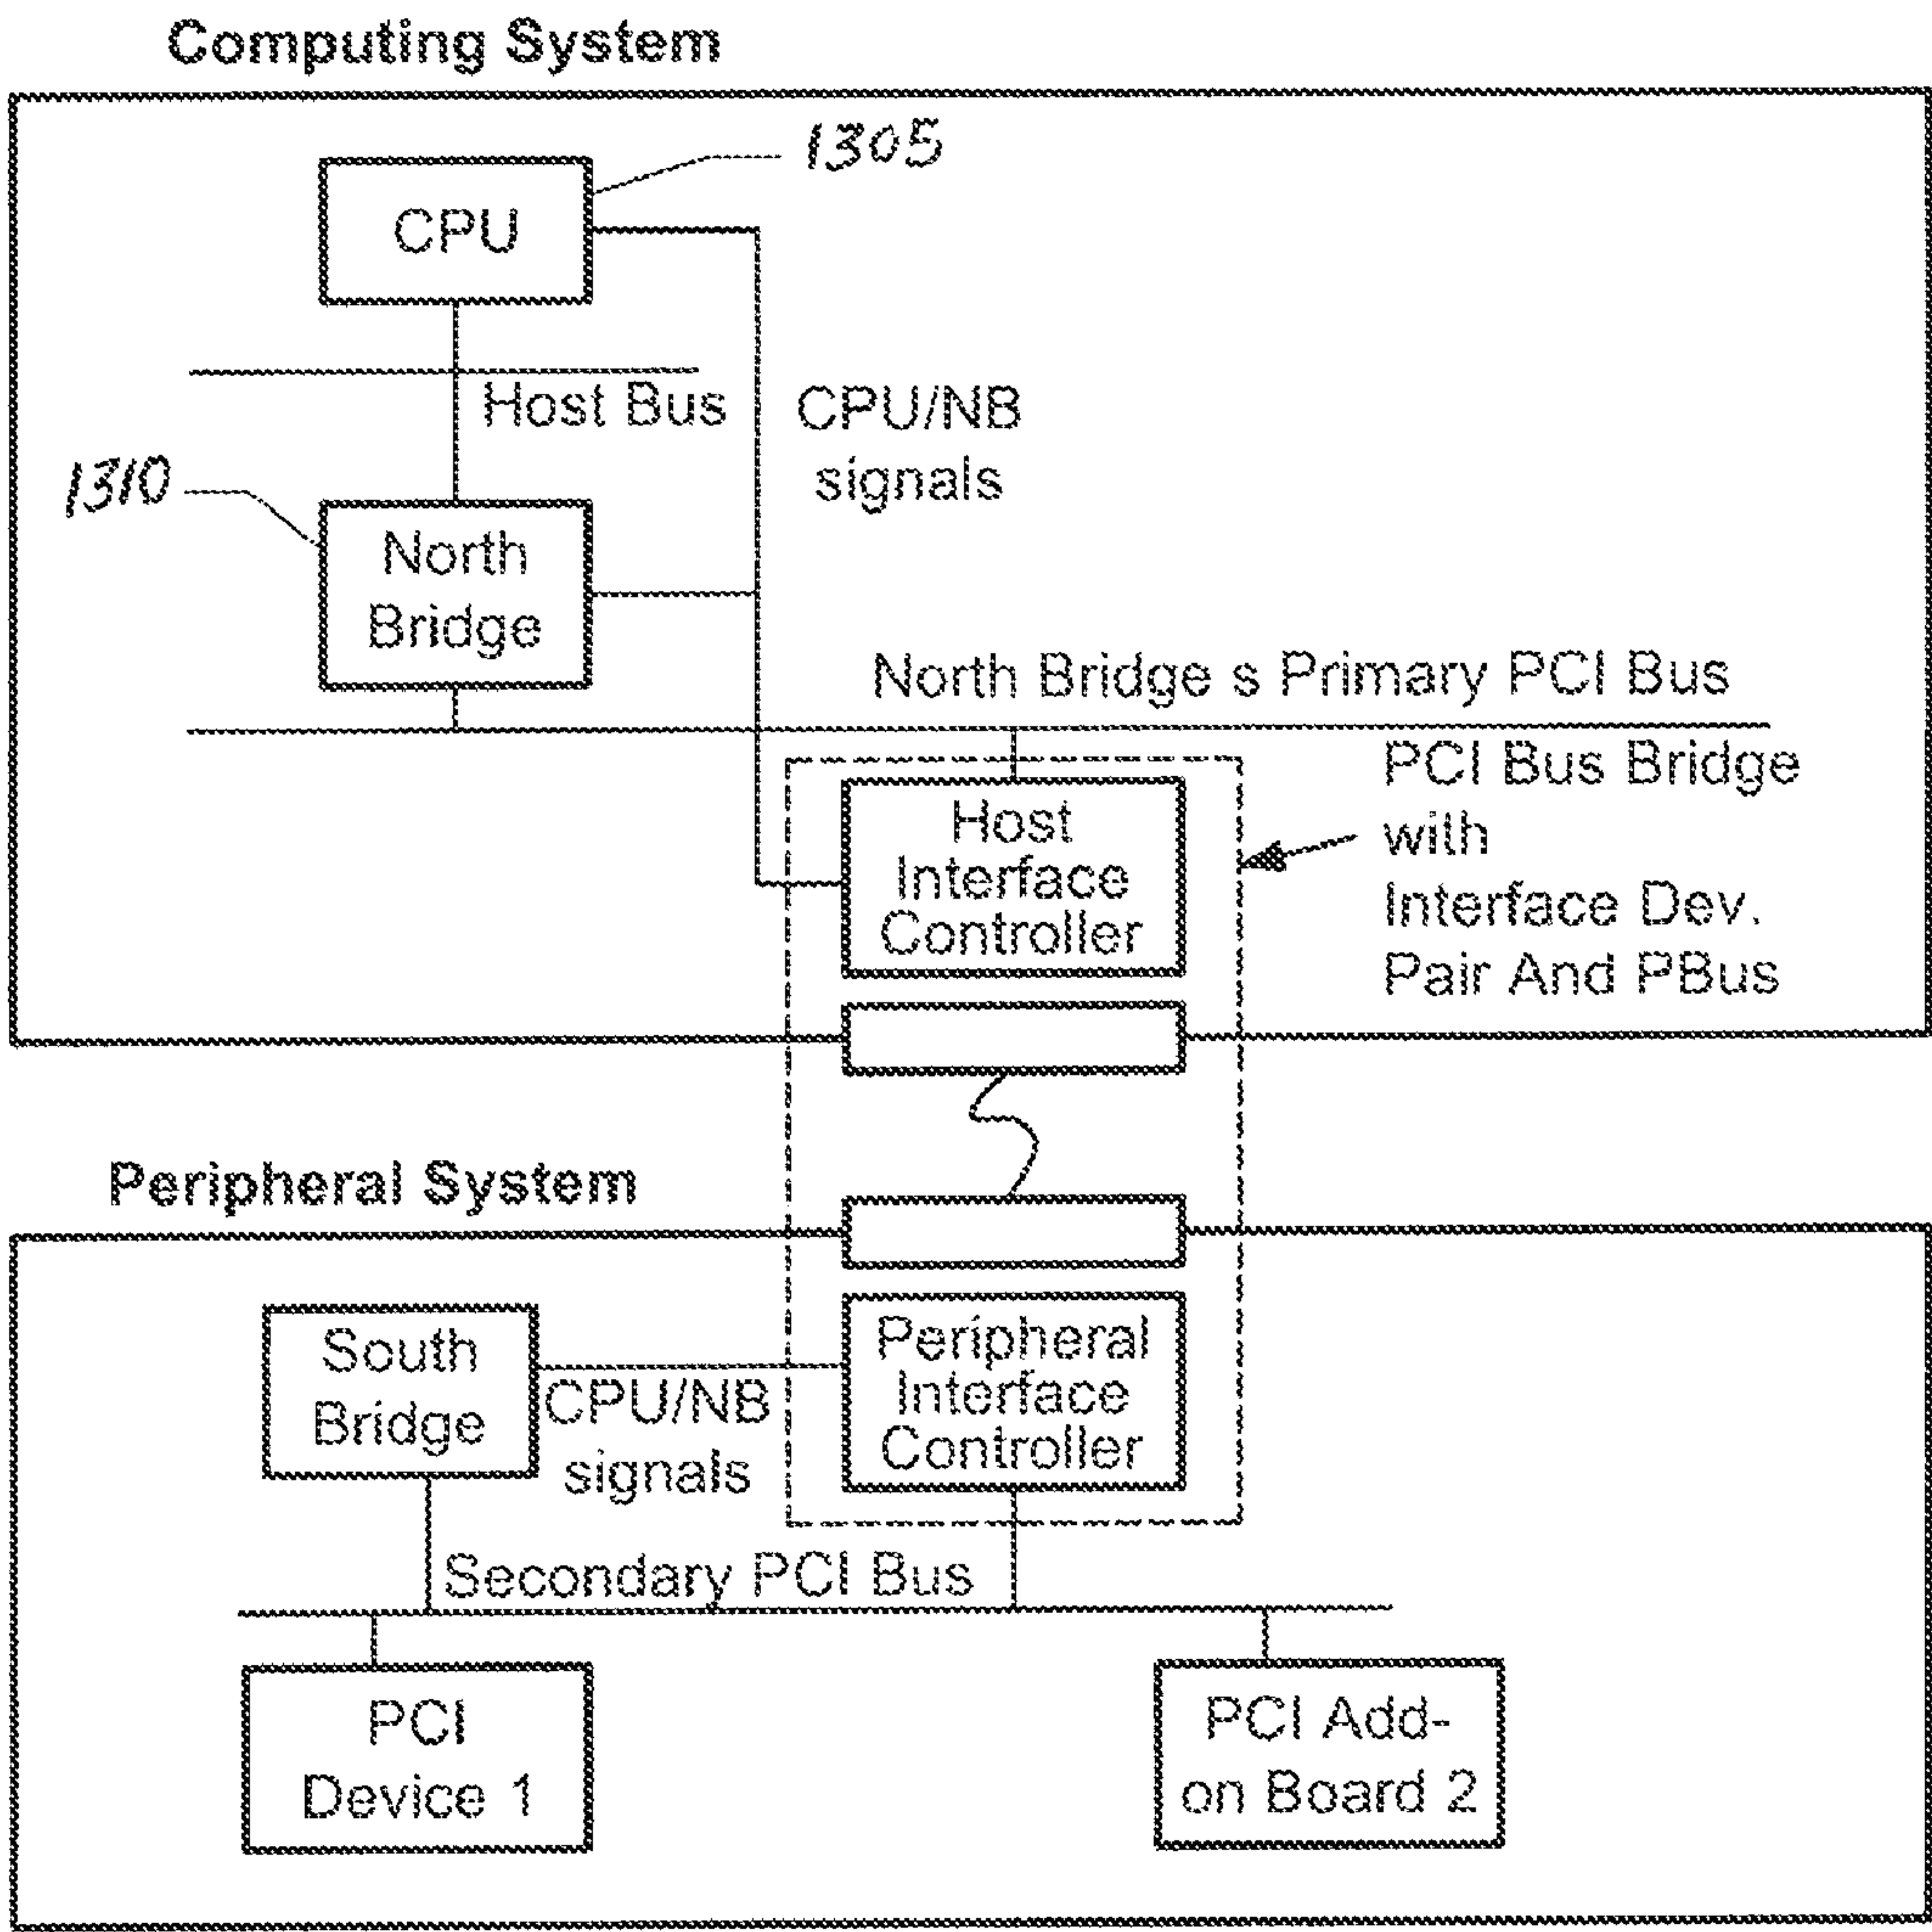 Computing System
1305
CPU
Host Bus
CPU/NB
signals
1310
North
Bridge
North Bridge s Primary PCI Bus
PCI Bus Bridge
with
Interface Dev.
Pair And PBus
Host
Interface
Controller
Peripheral System
South
Bridge
CPU/NB
signals
Peripheral
Interface
Controller
Secondary PCI Bus
PCI
Device 1
PCI Add-
on Board 2